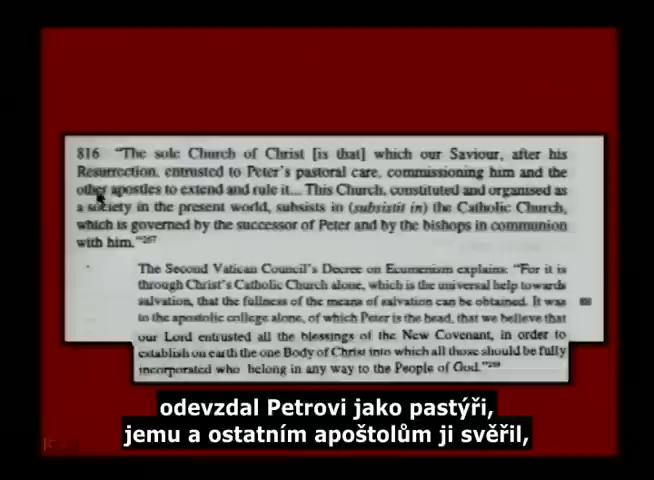 816 "The sole Church of Christ [is that] which our Saviour, after his
Resurrection, entrusted to Peter's pastoral care, commissioning him and the
other apostles to extend and rule it... This Church, constituted and organised as
a society in the present world, subsists in (subsistit in) the Catholic Church,
which is governed by the successor of Peter and by the bishops in communion
with him."267
The Second Vatican Council's Decree on Ecumenism explains: "For it is
through Christ's Catholic Church alone, which is the universal help towards
salvation, that the fullness of the means of salvation can be obtained. It was
to the apostolic college alone, of which Peter is the head, that we believe that
our Lord entrusted all the blessings of the New Covenant, in order to
establish on earth the one Body of Christ into which all those should be fully
incorporated who belong in any way to the People of God."
odevzdal Petrovi jako pastýři,
jemu a ostatním apoštolům ji svěřil,